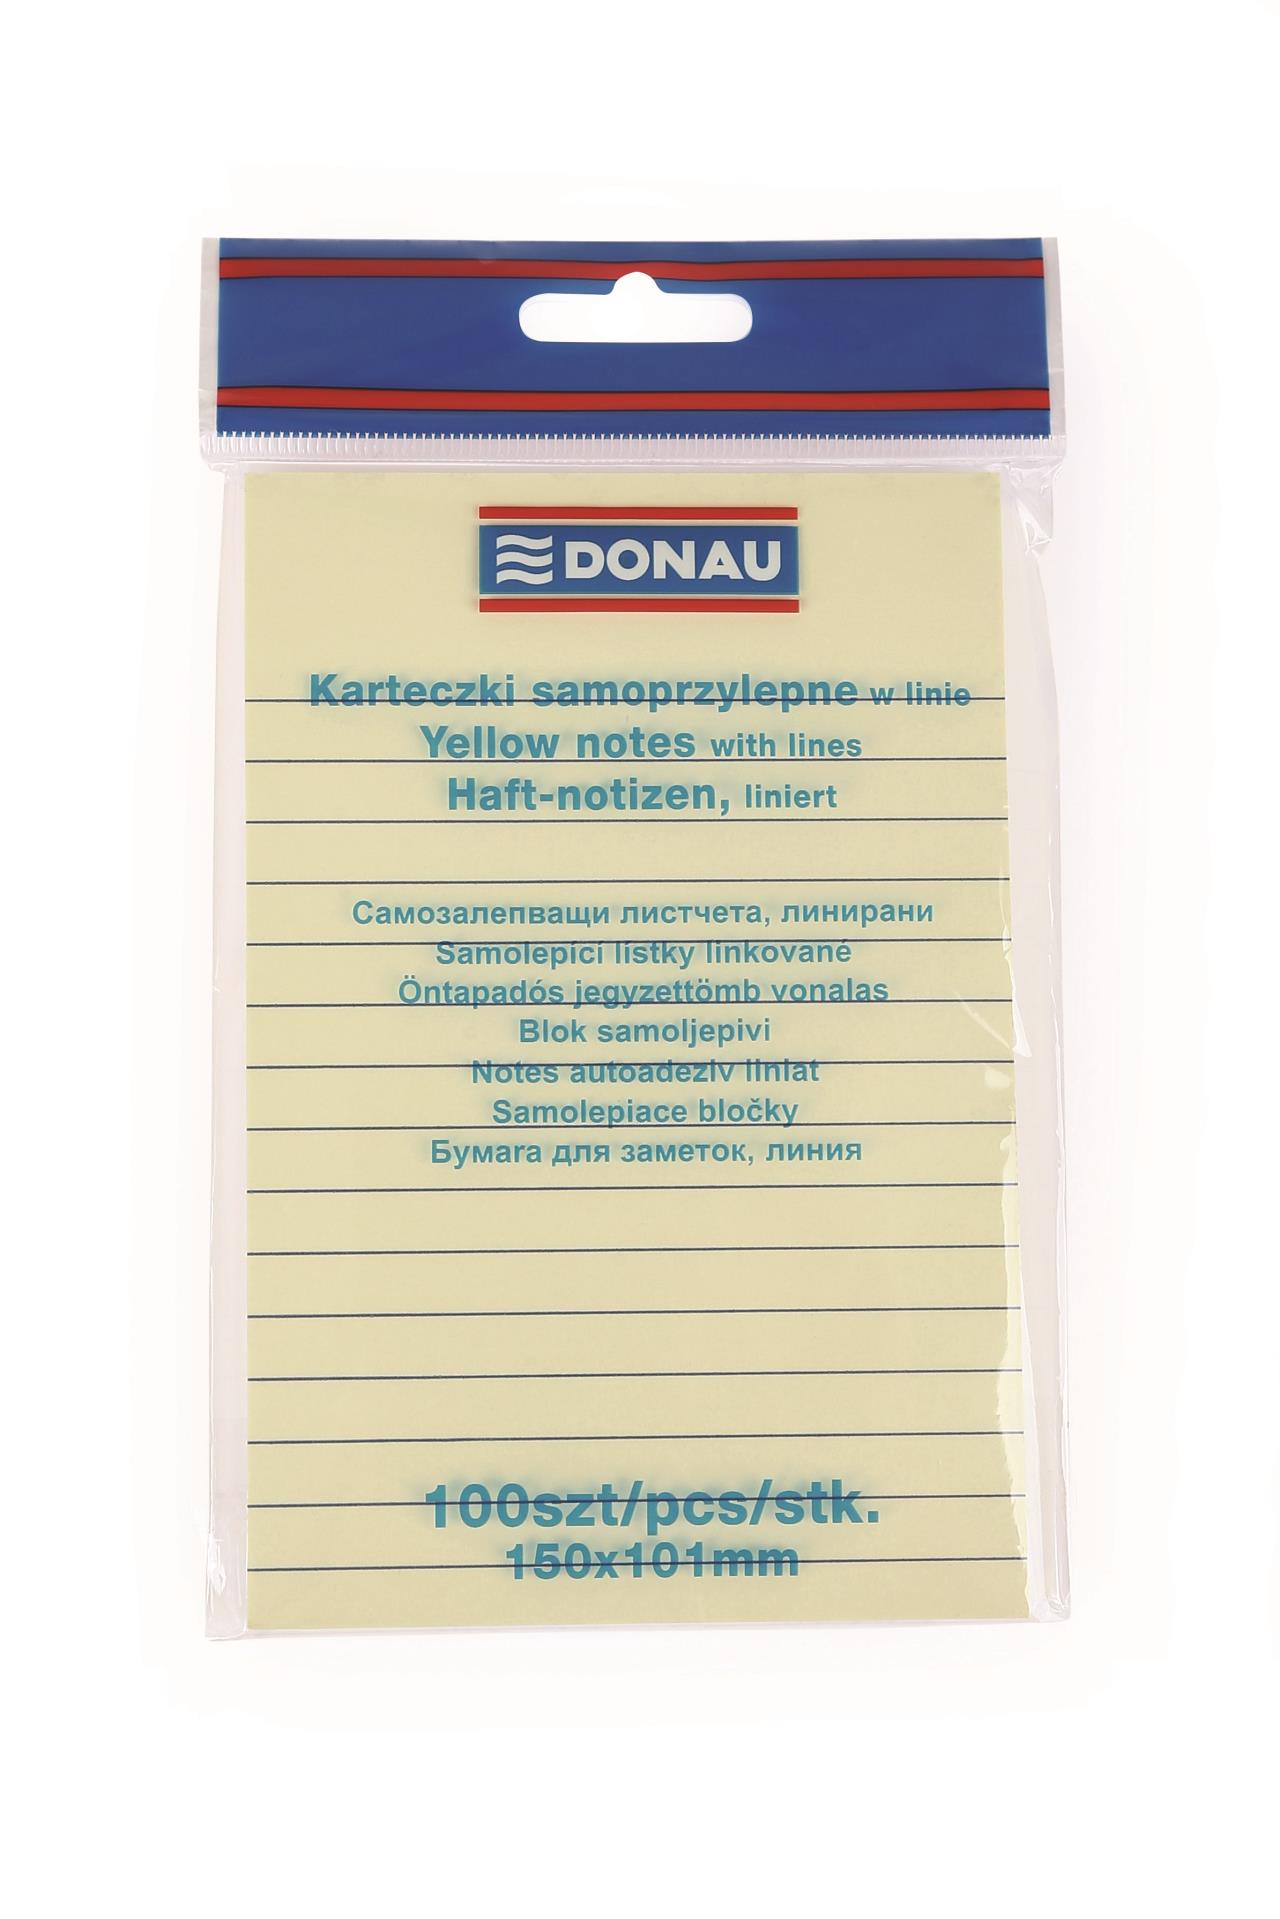 DONAU
Karteczki samoprzylepne w linie
Yellow notes with lines
Haft-notizen, liniert
Самозалепващи листчета, линирани
Samolepící lístky linkované
Öntapadós jegyzettömb vonalas
Blok samoljepivi
Notes autoadeziv liniat
Samolepiace bločky
Бумага для заметок, линия
100szt/pcs/stk.
150x101mm